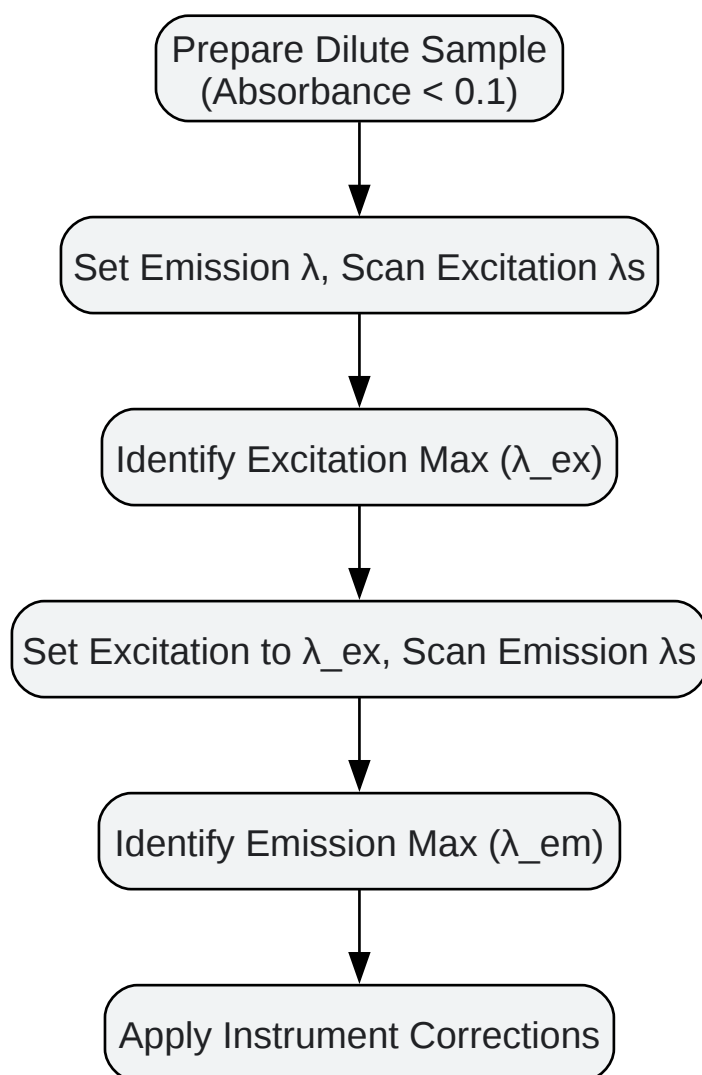 Prepare Dilute Sample
(Absorbance < 0.1)
Set Emission λ, Scan Excitation λs
Identify Excitation Max (λ_ex)
Set Excitation to λ_ex, Scan Emission λs
Identify Emission Max (λ_em)
Apply Instrument Corrections